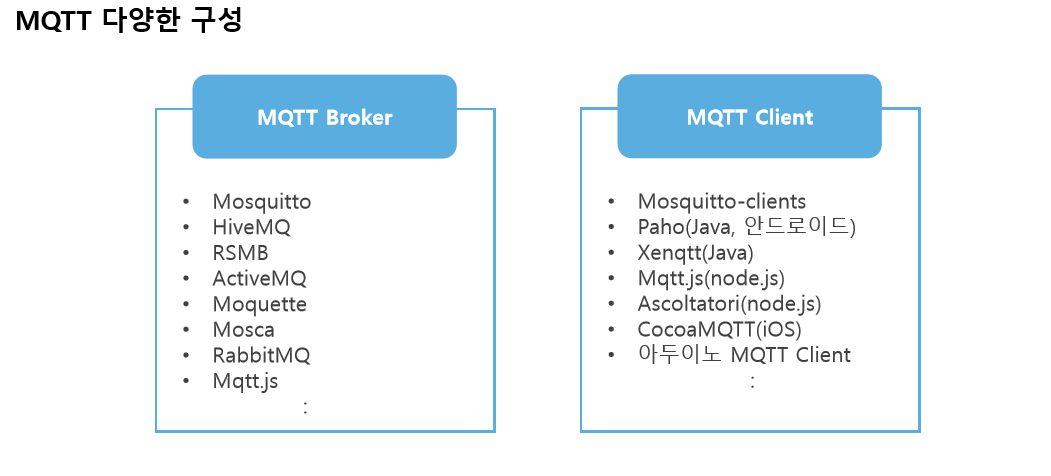 MQTT 다양한 구성
MQTT Broker
• Mosquitto
• HiveMQ
• RSMB
• ActiveMQ
• Moquette
• Mosca
• RabbitMQ
• Mqtt.js
:
MQTT Client
• Mosquitto-clients
• Paho(Java, 안드로이드)
• Xenqtt(Java)
• Mqtt.js(node.js)
• Ascoltatori(node.js)
• CocoaMQTT(iOS)
• 아두이노 MQTT Client
: